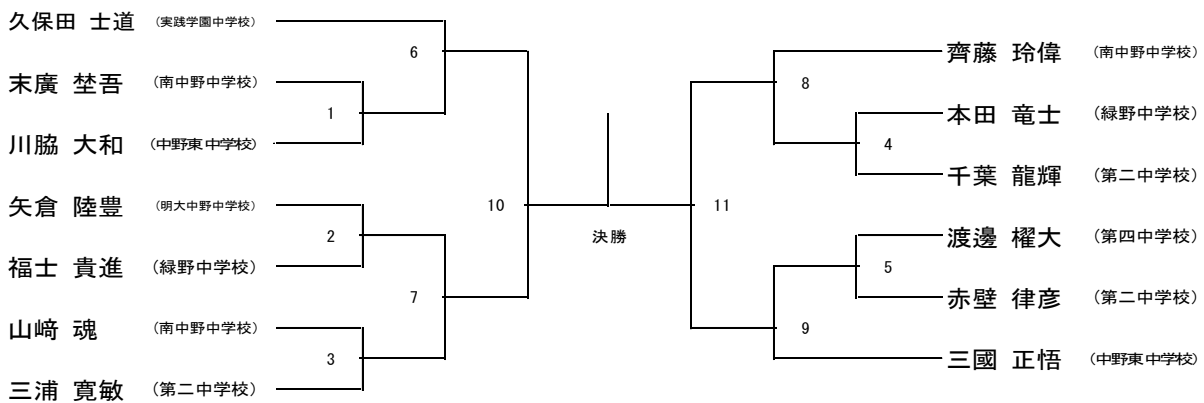 久保田 士道 (実践学園中学校)
末廣 埜吾 (南中野中学校)
川脇 大和 (中野東中学校)
矢倉 陸豊 (明大中野中学校)
福士 貴進 (緑野中学校)
山﨑 魂 (南中野中学校)
三浦 寛敏 (第二中学校)
6
1
2
7
3
10
決勝
11
8
4
5
9
齊藤 玲偉 (南中野中学校)
本田 竜士 (緑野中学校)
千葉 龍輝 (第二中学校)
渡邊 櫂大 (第四中学校)
赤壁 律彦 (第二中学校)
三國 正悟 (中野東中学校)